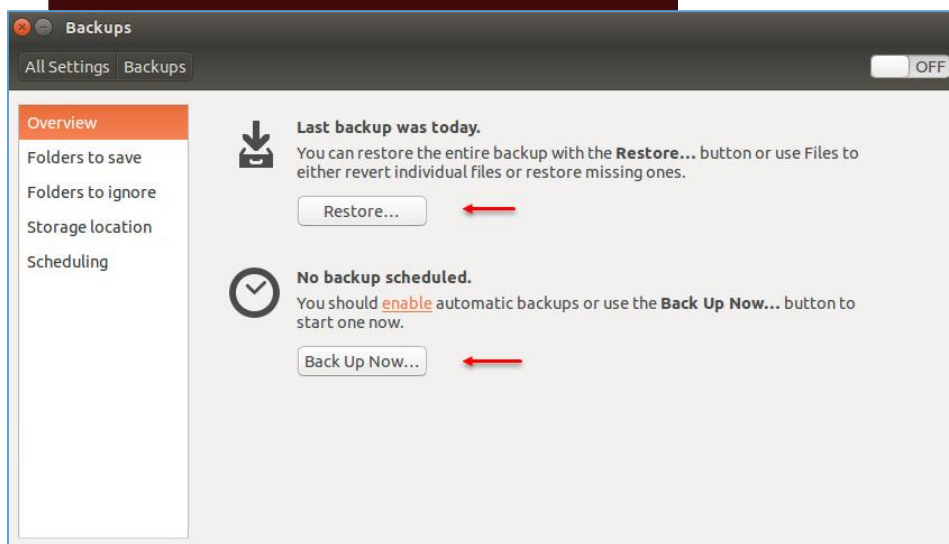 Backups
All Settings Backups
OFF
Overview
Folders to save
Folders to ignore
Storage location
Scheduling
Last backup was today.
You can restore the entire backup with the Restore... button or use Files to
either revert individual files or restore missing ones.
Restore...
No backup scheduled.
You should enable automatic backups or use the Back Up Now... button to
start one now.
Back Up Now...